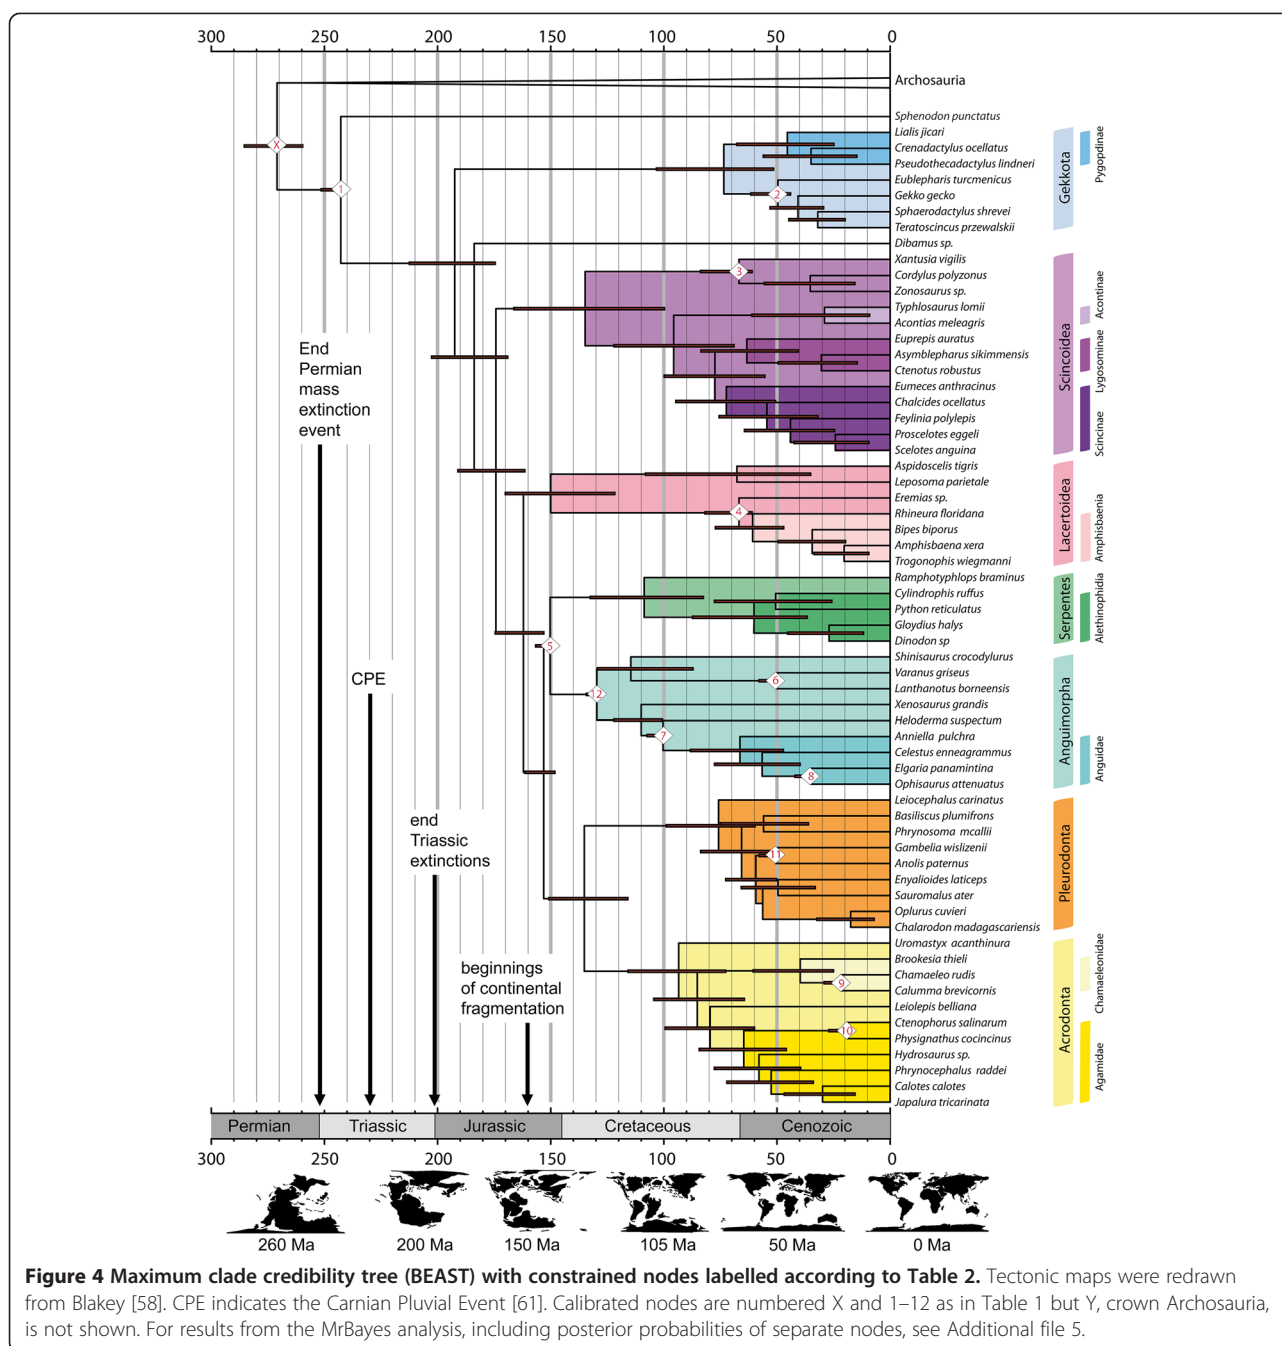 300 250 200 150 100 50 0
Archosauria
Sphenodon punctatus
Lialis jicari
Crenadactylus ocellatus
Pseudothecadactylus lindneri
Eublepharis turcmenicus
Gekko gecko
Sphaerodactylus shrevei
Teratoscincus przewalskii
Dibamus sp.
Xantusia vigilis
Cordylus polyzonus
Zonosaurus sp.
Typhlosaurus lomii
Acontias meleagris
Euprepis auratus
Asymblepharus sikimmensis
Ctenotus robustus
Eumeces anthracinus
Chalcides ocellatus
Feylinia polylepis
Proscelotes eggeli
Scelotes anguina
Aspidoscelis tigris
Leposoma parietale
Eremias sp.
Rhineura floridana
Bipes biporus
Amphisbaena xera
Trogonophis wiegmanni
Ramphotyphlops braminus
Cylindrophis ruffus
Python reticulatus
Gloydius halys
Dinodon sp
Shinisaurus crocodylurus
Varanus griseus
Lanthanotus borneensis
Xenosaurus grandis
Heloderma suspectum
Anniella pulchra
Celestus enneagrammus
Elgaria panamintina
Ophisaurus attenuatus
Leiocephalus carinatus
Basiliscus plumifrons
Phrynosoma mcallii
Gambelia wislizenii
Anolis paternus
Enyalioides laticeps
Sauromalus ater
Oplurus cuvieri
Chalarodon madagascariensis
Uromastyx acanthinura
Brookesia thieli
Chamaeleo rudis
Calumma brevicornis
Leiolepis belliana
Ctenophorus salinarum
Physignathus cocincinus
Hydrosaurus sp.
Phrynocephalus raddei
Calotes calotes
Japalura tricarinata
X
1
2
3
4
5
6
12
7
8
11
9
10
Gekkota
Pygopdinae
Scincoidea
Acontinae
Lygosominae
Scincinae
Lacertoidea
Amphisbaenia
Serpentes
Alethinophidia
Anguimorpha
Anguidae
Pleurodonta
Acrodonta
Chamaeleonidae
Agamidae
End
Permian
mass
extinction
event
CPE
end
Triassic
extinctions
beginnings
of continental
fragmentation
Permian Triassic Jurassic Cretaceous Cenozoic
300 250 200 150 100 50 0
260 Ma 200 Ma 150 Ma 105 Ma 50 Ma 0 Ma
Figure 4 Maximum clade credibility tree (BEAST) with constrained nodes labelled according to Table 2. Tectonic maps were redrawn
from Blakey [58]. CPE indicates the Carnian Pluvial Event [61]. Calibrated nodes are numbered X and 1–12 as in Table 1 but Y, crown Archosauria,
is not shown. For results from the MrBayes analysis, including posterior probabilities of separate nodes, see Additional file 5.